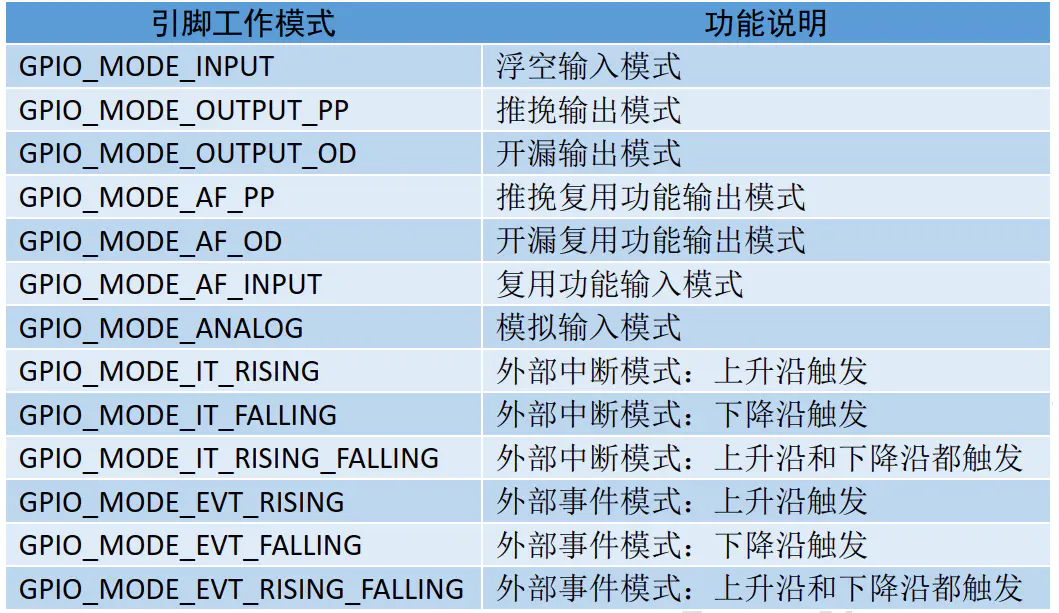 引脚工作模式 功能说明
GPIO_MODE_INPUT 浮空输入模式
GPIO_MODE_OUTPUT_PP 推挽输出模式
GPIO_MODE_OUTPUT_OD 开漏输出模式
GPIO_MODE_AF_PP 推挽复用功能输出模式
GPIO_MODE_AF_OD 开漏复用功能输出模式
GPIO_MODE_AF_INPUT 复用功能输入模式
GPIO_MODE_ANALOG 模拟输入模式
GPIO_MODE_IT_RISING 外部中断模式：上升沿触发
GPIO_MODE_IT_FALLING 外部中断模式：下降沿触发
GPIO_MODE_IT_RISING_FALLING 外部中断模式：上升沿和下降沿都触发
GPIO_MODE_EVT_RISING 外部事件模式：上升沿触发
GPIO_MODE_EVT_FALLING 外部事件模式：下降沿触发
GPIO_MODE_EVT_RISING_FALLING 外部事件模式：上升沿和下降沿都触发